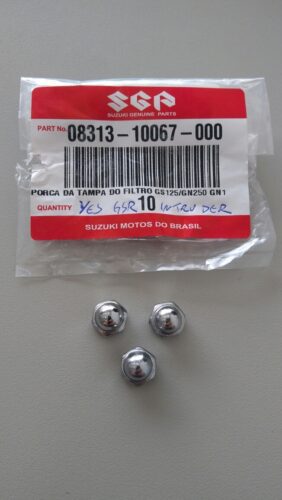 SGP
SUZUKI GENUINE PARTS
PART No. 08313-10067-000
PORCA DA TAMPA DO FILTRO GS125/GN250 GN1
QUANTITY YES GSR 10 INTRUDER
SUZUKI MOTOS DO BRASIL